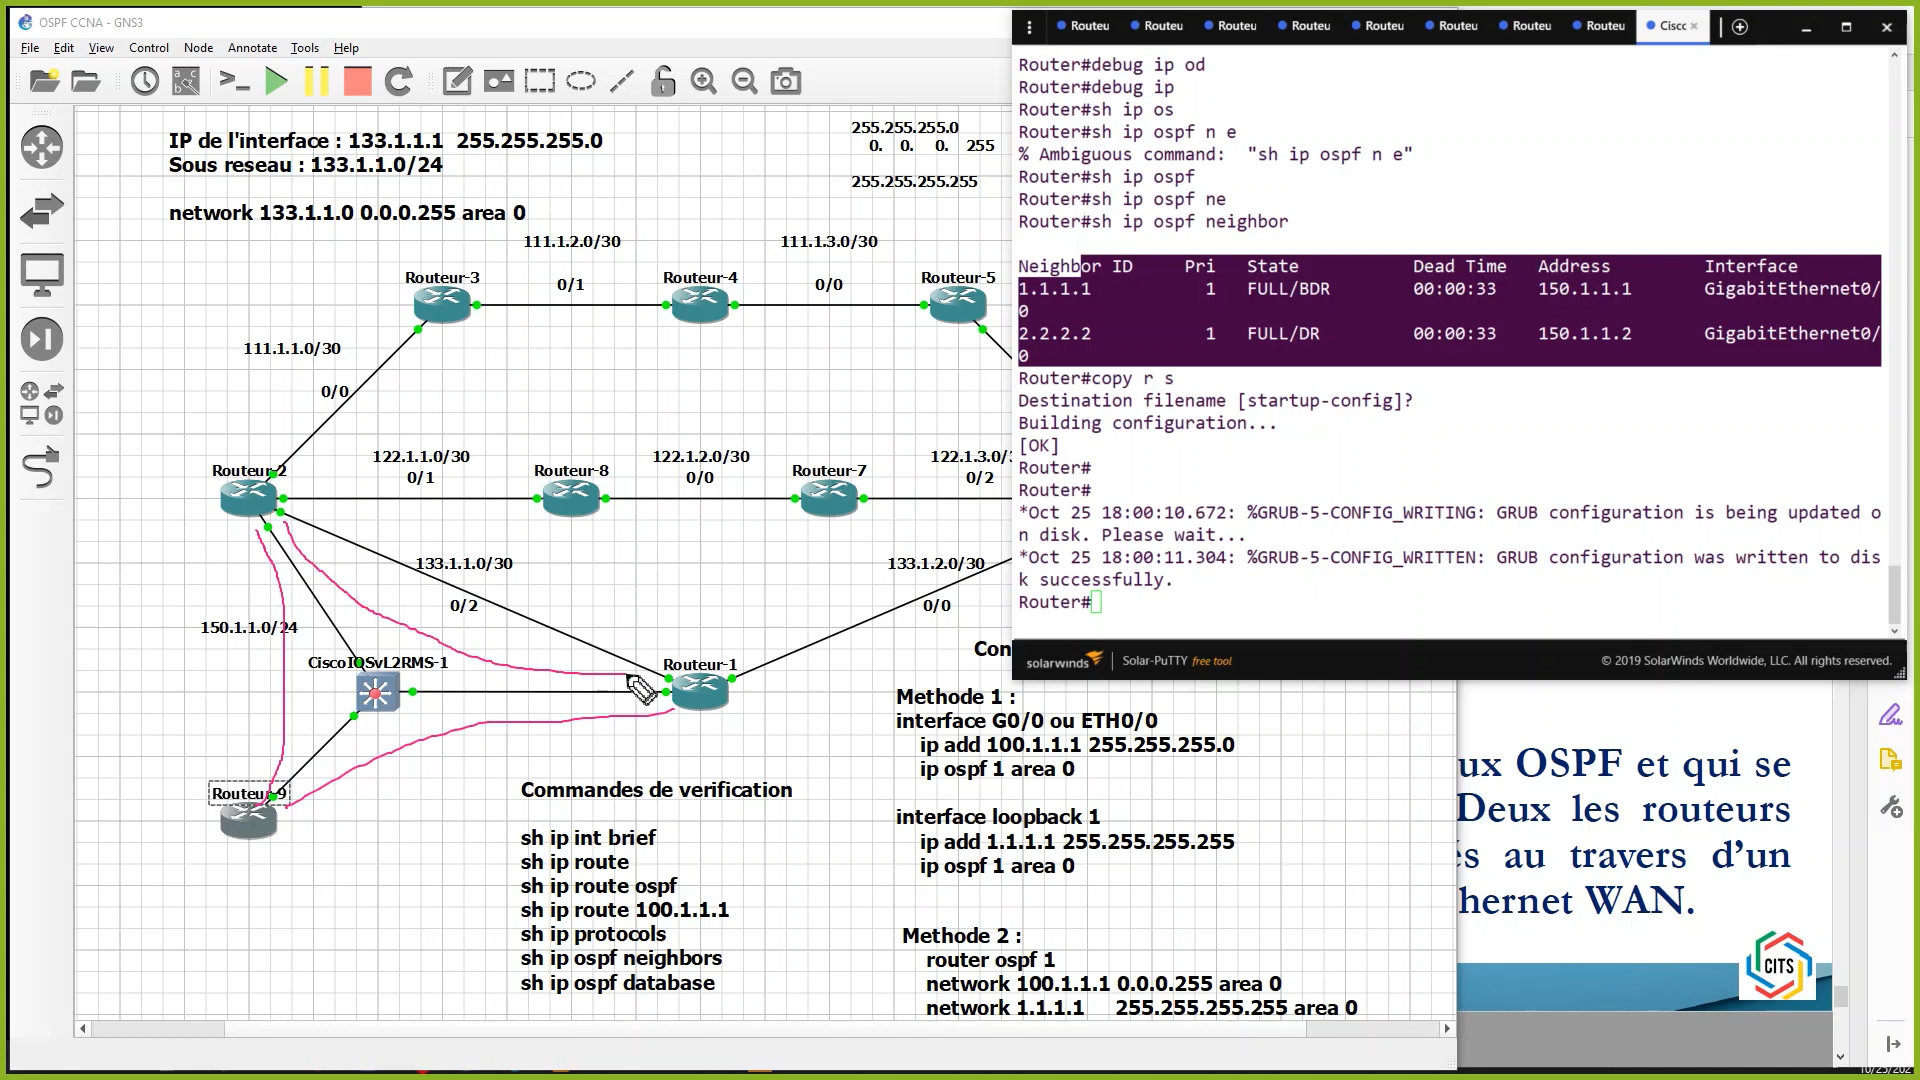 OSPF CCNA - GNS3
File Edit View Control Node Annotate Tools Help
IP de l'interface : 133.1.1.1 255.255.255.0
Sous reseau : 133.1.1.0/24
network 133.1.1.0 0.0.0.255 area 0
255.255.255.0
0. 0. 0. 255
255.255.255.255
111.1.2.0/30
111.1.3.0/30
Routeur-3
0/1
Routeur-4
0/0
Routeur-5
111.1.1.0/30
0/0
Routeur-2
122.1.1.0/30
0/1
Routeur-8
122.1.2.0/30
0/0
Routeur-7
0/2
133.1.1.0/30
0/2
133.1.2.0/30
0/0
150.1.1.0/24
CiscoIOSvL2RMS-1
Routeur-1
Routeur-9
Con
Commandes de verification
sh ip int brief
sh ip route
sh ip route ospf
sh ip route 100.1.1.1
sh ip protocols
sh ip ospf neighbors
sh ip ospf database
Methode 1 :
interface G0/0 ou ETH0/0
ip add 100.1.1.1 255.255.255.0
ip ospf 1 area 0
interface loopback 1
ip add 1.1.1.1 255.255.255.255
ip ospf 1 area 0
Methode 2 :
router ospf 1
network 100.1.1.1 0.0.0.255 area 0
network 1.1.1.1 255.255.255.255 area 0
Routeu Routeu Routeu Routeu Routeu Routeu Routeu Routeu Cisco
Router#debug ip od
Router#debug ip
Router#sh ip os
Router#sh ip ospf n e
% Ambiguous command: "sh ip ospf n e"
Router#sh ip ospf
Router#sh ip ospf ne
Router#sh ip ospf neighbor
Neighbor ID Pri State Dead Time Address Interface
1.1.1.1 1 FULL/BDR 00:00:33 150.1.1.1 GigabitEthernet0/
0
2.2.2.2 1 FULL/DR 00:00:33 150.1.1.2 GigabitEthernet0/
0
Router#copy r s
Destination filename [startup-config]?
Building configuration...
[OK]
Router#
Router#
*Oct 25 18:00:10.672: %GRUB-5-CONFIG_WRITING: GRUB configuration is being updated o
n disk. Please wait...
*Oct 25 18:00:11.304: %GRUB-5-CONFIG_WRITTEN: GRUB configuration was written to dis
k successfully.
Router#
solarwinds Solar-PuTTY free tool © 2019 SolarWinds Worldwide, LLC. All rights reserved.
ux OSPF et qui se
Deux les routeurs
s au travers d'un
hernet WAN.
CITS